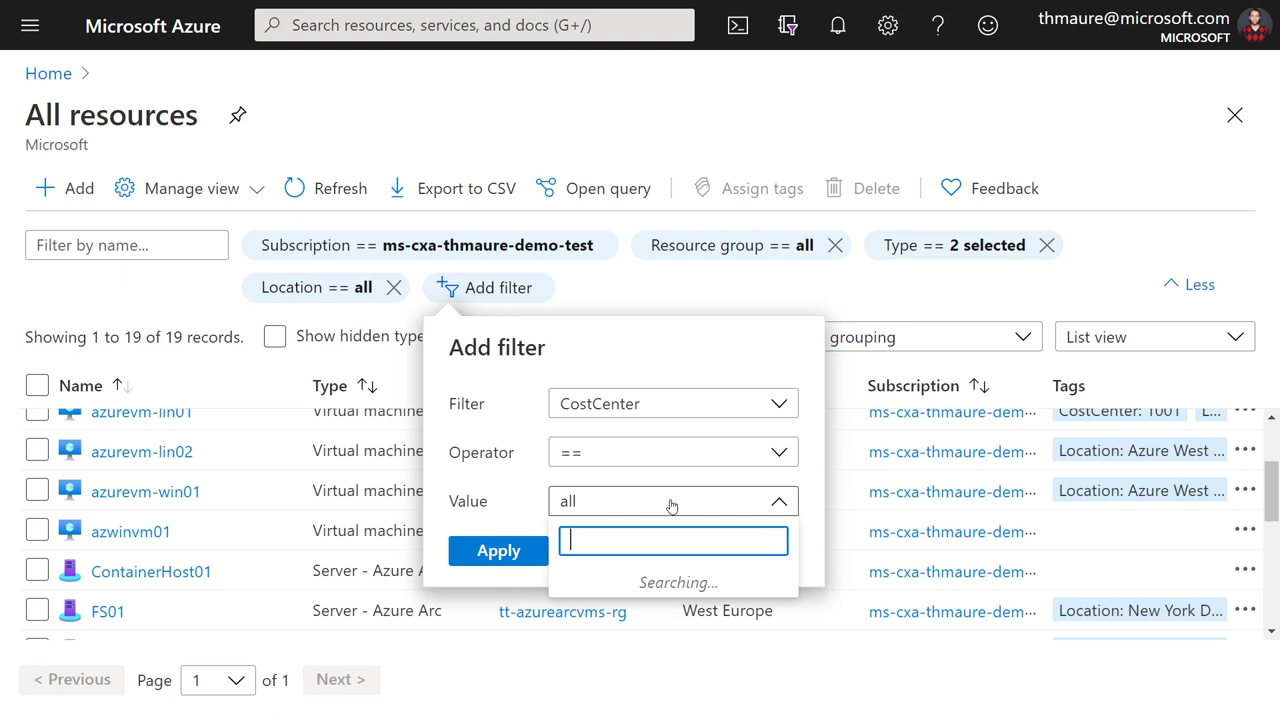 Microsoft Azure
Search resources, services, and docs (G+/)
thmaure@microsoft.com
MICROSOFT
Home
All resources
Microsoft
Add
Manage view
Refresh
Export to CSV
Open query
Assign tags
Delete
Feedback
Filter by name...
Subscription == ms-cxa-thmaure-demo-test
Resource group == all
Type == 2 selected
Location == all
Add filter
Less
Showing 1 to 19 of 19 records.
Show hidden type
grouping
List view
Add filter
Filter
CostCenter
Operator
==
Value
all
Apply
Searching...
Name
Type
Subscription
Tags
azurevm-lin01
Virtual machine
ms-cxa-thmaure-dem...
CostCenter: 1001
L...
azurevm-lin02
Virtual machine
ms-cxa-thmaure-dem...
Location: Azure West ...
azurevm-win01
Virtual machine
ms-cxa-thmaure-dem...
Location: Azure West ...
azwinvm01
Virtual machine
ms-cxa-thmaure-dem...
ContainerHost01
Server - Azure A
ms-cxa-thmaure-dem...
FS01
Server - Azure Arc
tt-azurearcvms-rg
West Europe
ms-cxa-thmaure-dem...
Location: New York D...
< Previous
Page
1
of 1
Next >